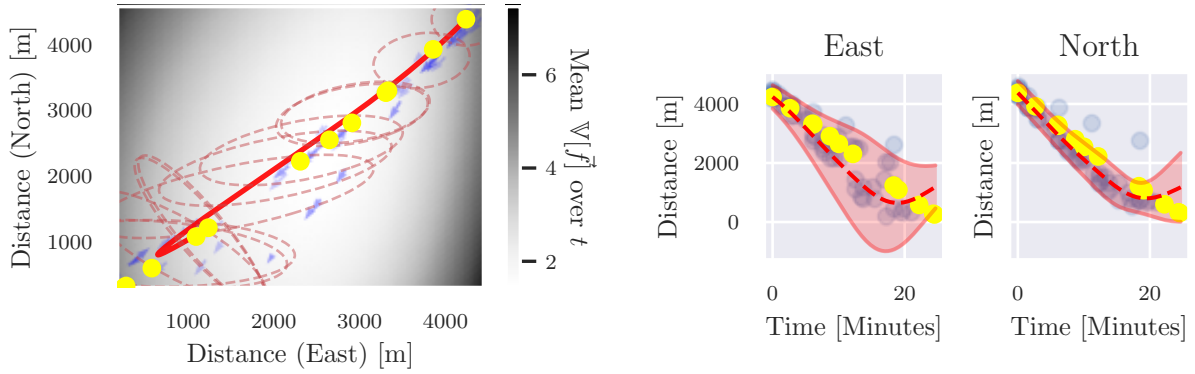 4000
3000
2000
1000
Distance (North) [m]
1000 2000 3000 4000
Distance (East) [m]
6
4
2
Mean 𝕍[f⃗] over t
East
4000
2000
0
Distance [m]
0 20
Time [Minutes]
North
Distance [m]
0 20
Time [Minutes]